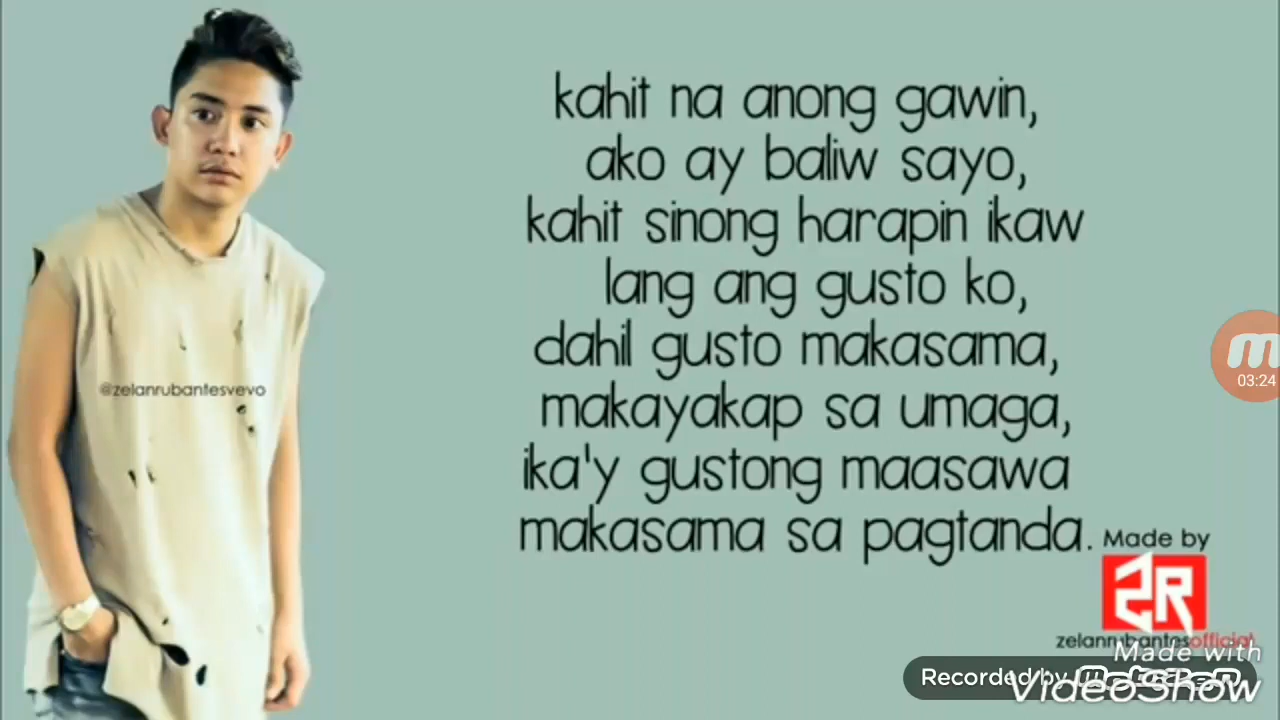 kahit na anong gawin,
ako ay baliw sayo,
kahit sinong harapin ikaw
lang ang gusto ko,
dahil gusto makasama,
makayakap sa umaga,
ika'y gustong maasawa
makasama sa pagtanda.
@zelanrubantesvevo
03:24
Made by
ZR
zelanrubantesofficial
Made with
Recorded by
VideoShow